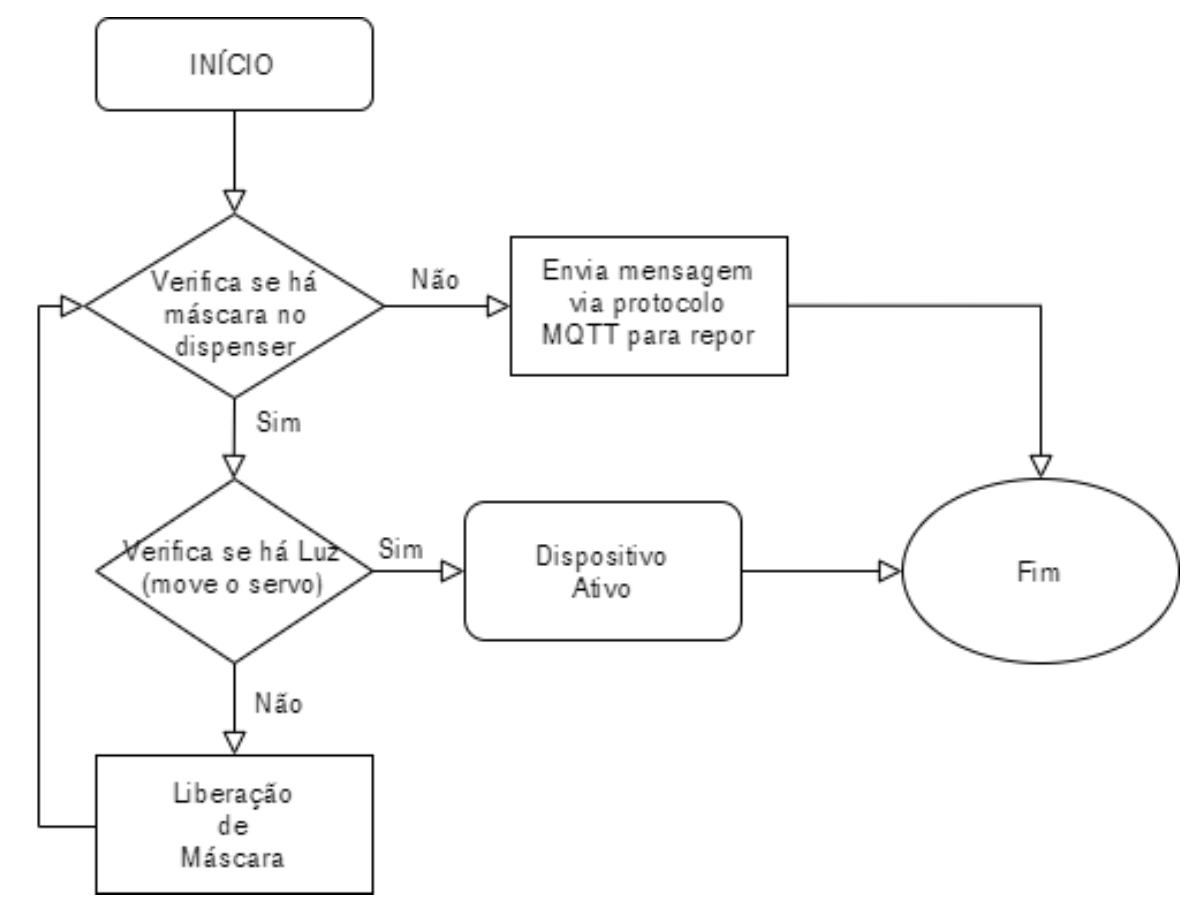 INÍCIO
Verifica se há
máscara no
dispenser
Não
Envia mensagem
via protocolo
MQTT para repor
Sim
Verifica se há Luz
(move o servo)
Sim
Dispositivo
Ativo
Fim
Não
Liberação
de
Máscara